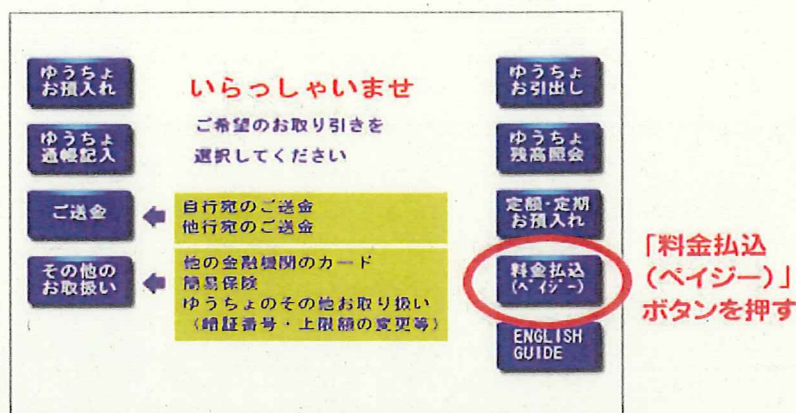 ゆうちょ
お預入れ
いらっしゃいませ
ゆうちょ
お引出し
ゆうちょ
通帳記入
ご希望のお取り引きを
選択してください
ゆうちょ
残高照会
ご送金
自行宛のご送金
他行宛のご送金
定額・定期
お預入れ
その他の
お取扱い
他の金融機関のカード
簡易保険
ゆうちょのその他お取り扱い
(暗証番号・上限額の変更等)
料金払込
(ペイジー)
「料金払込
(ペイジー)」
ボタンを押す
ENGLISH
GUIDE